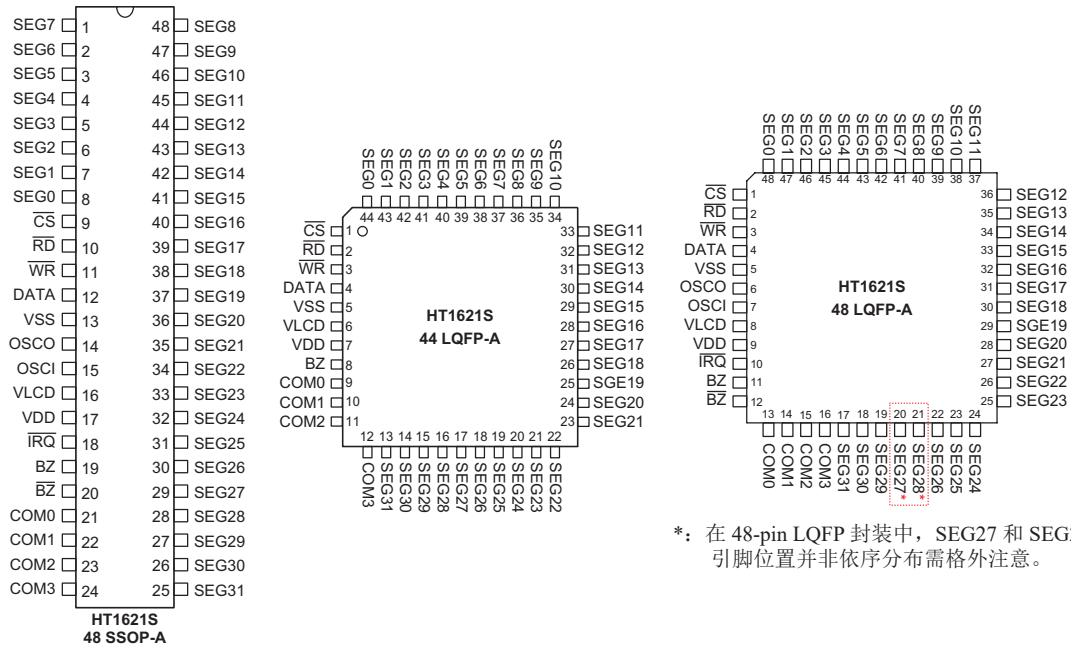 SEG7 1 48 SEG8
SEG6 2 47 SEG9
SEG5 3 46 SEG10
SEG4 4 45 SEG11
SEG3 5 44 SEG12
SEG2 6 43 SEG13
SEG1 7 42 SEG14
SEG0 8 41 SEG15
CS 9 40 SEG16
RD 10 39 SEG17
WR 11 38 SEG18
DATA 12 37 SEG19
VSS 13 36 SEG20
OSCO 14 35 SEG21
OSCI 15 34 SEG22
VLCD 16 33 SEG23
VDD 17 32 SEG24
IRQ 18 31 SEG25
BZ 19 30 SEG26
BZ 20 29 SEG27
COM0 21 28 SEG28
COM1 22 27 SEG29
COM2 23 26 SEG30
COM3 24 25 SEG31
HT1621S
48 SSOP-A
SEG0 SEG1 SEG2 SEG3 SEG4 SEG5 SEG6 SEG7 SEG8 SEG9 SEG10
44 43 42 41 40 39 38 37 36 35 34
CS 1 33 SEG11
RD 2 32 SEG12
WR 3 31 SEG13
DATA 4 30 SEG14
VSS 5 29 SEG15
VLCD 6 28 SEG16
VDD 7 27 SEG17
BZ 8 26 SEG18
COM0 9 25 SGE19
COM1 10 24 SEG20
COM2 11 23 SEG21
HT1621S
44 LQFP-A
12 13 14 15 16 17 18 19 20 21 22
COM3 SEG31 SEG30 SEG29 SEG28 SEG27 SEG26 SEG25 SEG24 SEG23 SEG22
SEG0 SEG1 SEG2 SEG3 SEG4 SEG5 SEG6 SEG7 SEG8 SEG9 SEG10 SEG11
48 47 46 45 44 43 42 41 40 39 38 37
CS 1 36 SEG12
RD 2 35 SEG13
WR 3 34 SEG14
DATA 4 33 SEG15
VSS 5 32 SEG16
OSCO 6 31 SEG17
OSCI 7 30 SEG18
VLCD 8 29 SGE19
VDD 9 28 SEG20
IRQ 10 27 SEG21
BZ 11 26 SEG22
BZ 12 25 SEG23
HT1621S
48 LQFP-A
13 14 15 16 17 18 19 20 21 22 23 24
COM0 COM1 COM2 COM3 SEG31 SEG30 SEG29 SEG27* SEG28* SEG26 SEG25 SEG24
*：在 48-pin LQFP 封装中，SEG27 和 SEG
引脚位置并非依序分布需格外注意。